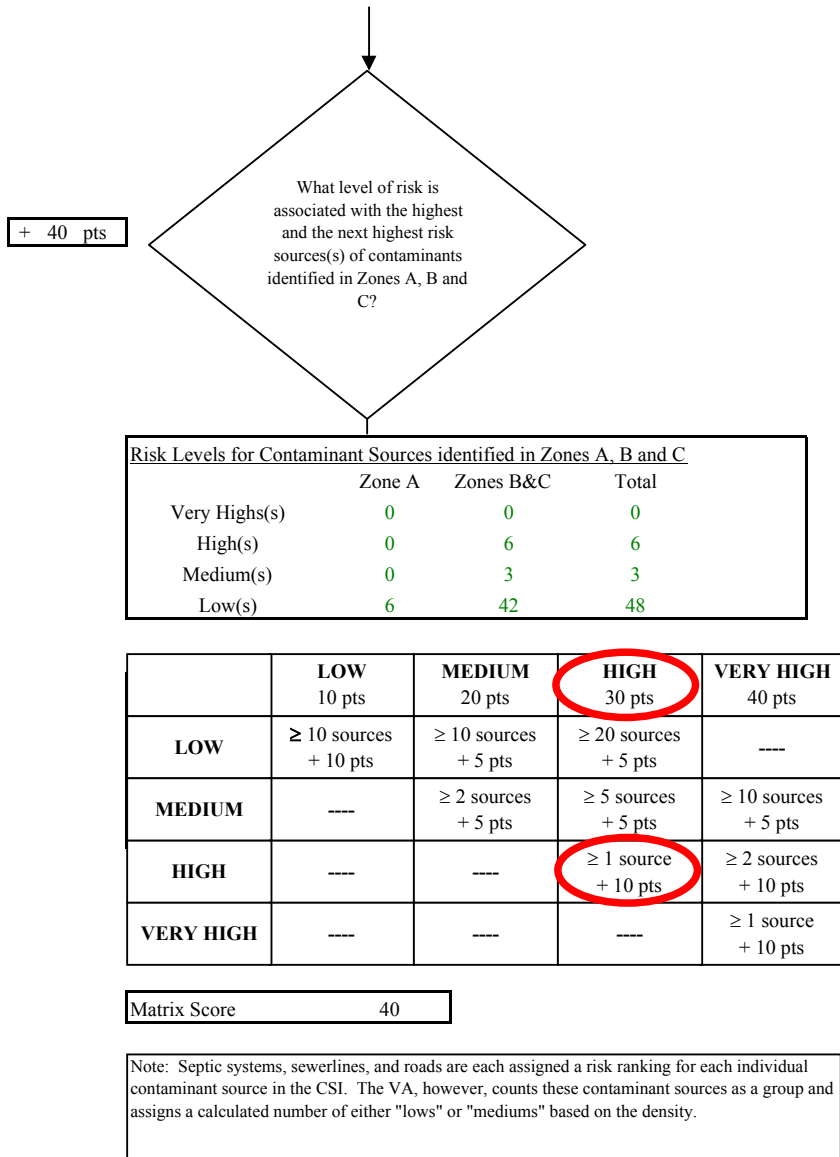 What level of risk is
associated with the highest
and the next highest risk
sources(s) of contaminants
identified in Zones A, B and
C?
+ 40 pts
Risk Levels for Contaminant Sources identified in Zones A, B and C
Zone A Zones B&C Total
Very Highs(s) 0 0 0
High(s) 0 6 6
Medium(s) 0 3 3
Low(s) 6 42 48
LOW MEDIUM HIGH VERY HIGH
10 pts 20 pts 30 pts 40 pts
LOW ≥ 10 sources ≥ 10 sources ≥ 20 sources ----
+ 10 pts + 5 pts + 5 pts
MEDIUM ---- ≥ 2 sources ≥ 5 sources ≥ 10 sources
+ 5 pts + 5 pts + 5 pts
HIGH ---- ---- ≥ 1 source ≥ 2 sources
+ 10 pts + 10 pts
VERY HIGH ---- ---- ---- ≥ 1 source
+ 10 pts
Matrix Score 40
Note: Septic systems, sewerlines, and roads are each assigned a risk ranking for each individual
contaminant source in the CSI. The VA, however, counts these contaminant sources as a group and
assigns a calculated number of either "lows" or "mediums" based on the density.